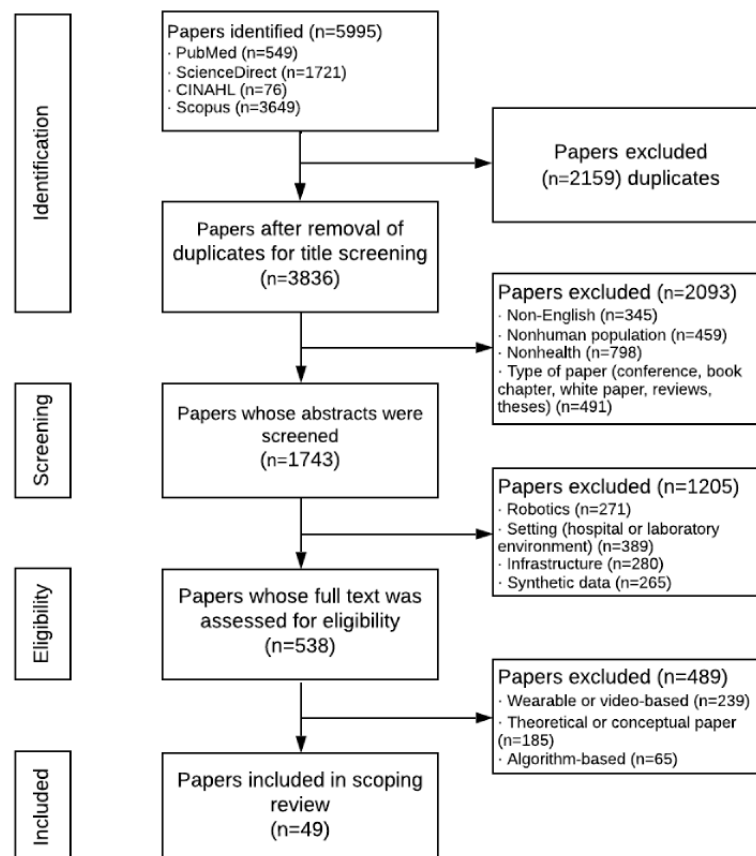 Identification
Papers identified (n=5995)
· PubMed (n=549)
· ScienceDirect (n=1721)
· CINAHL (n=76)
· Scopus (n=3649)
Papers excluded
(n=2159) duplicates
Papers after removal of
duplicates for title screening
(n=3836)
Papers excluded (n=2093)
· Non-English (n=345)
· Nonhuman population (n=459)
· Nonhealth (n=798)
· Type of paper (conference, book
chapter, white paper, reviews,
theses) (n=491)
Screening
Papers whose abstracts were
screened
(n=1743)
Papers excluded (n=1205)
· Robotics (n=271)
· Setting (hospital or laboratory
environment) (n=389)
· Infrastructure (n=280)
· Synthetic data (n=265)
Eligibility
Papers whose full text was
assessed for eligibility
(n=538)
Papers excluded (n=489)
· Wearable or video-based (n=239)
· Theoretical or conceptual paper
(n=185)
· Algorithm-based (n=65)
Included
Papers included in scoping
review
(n=49)